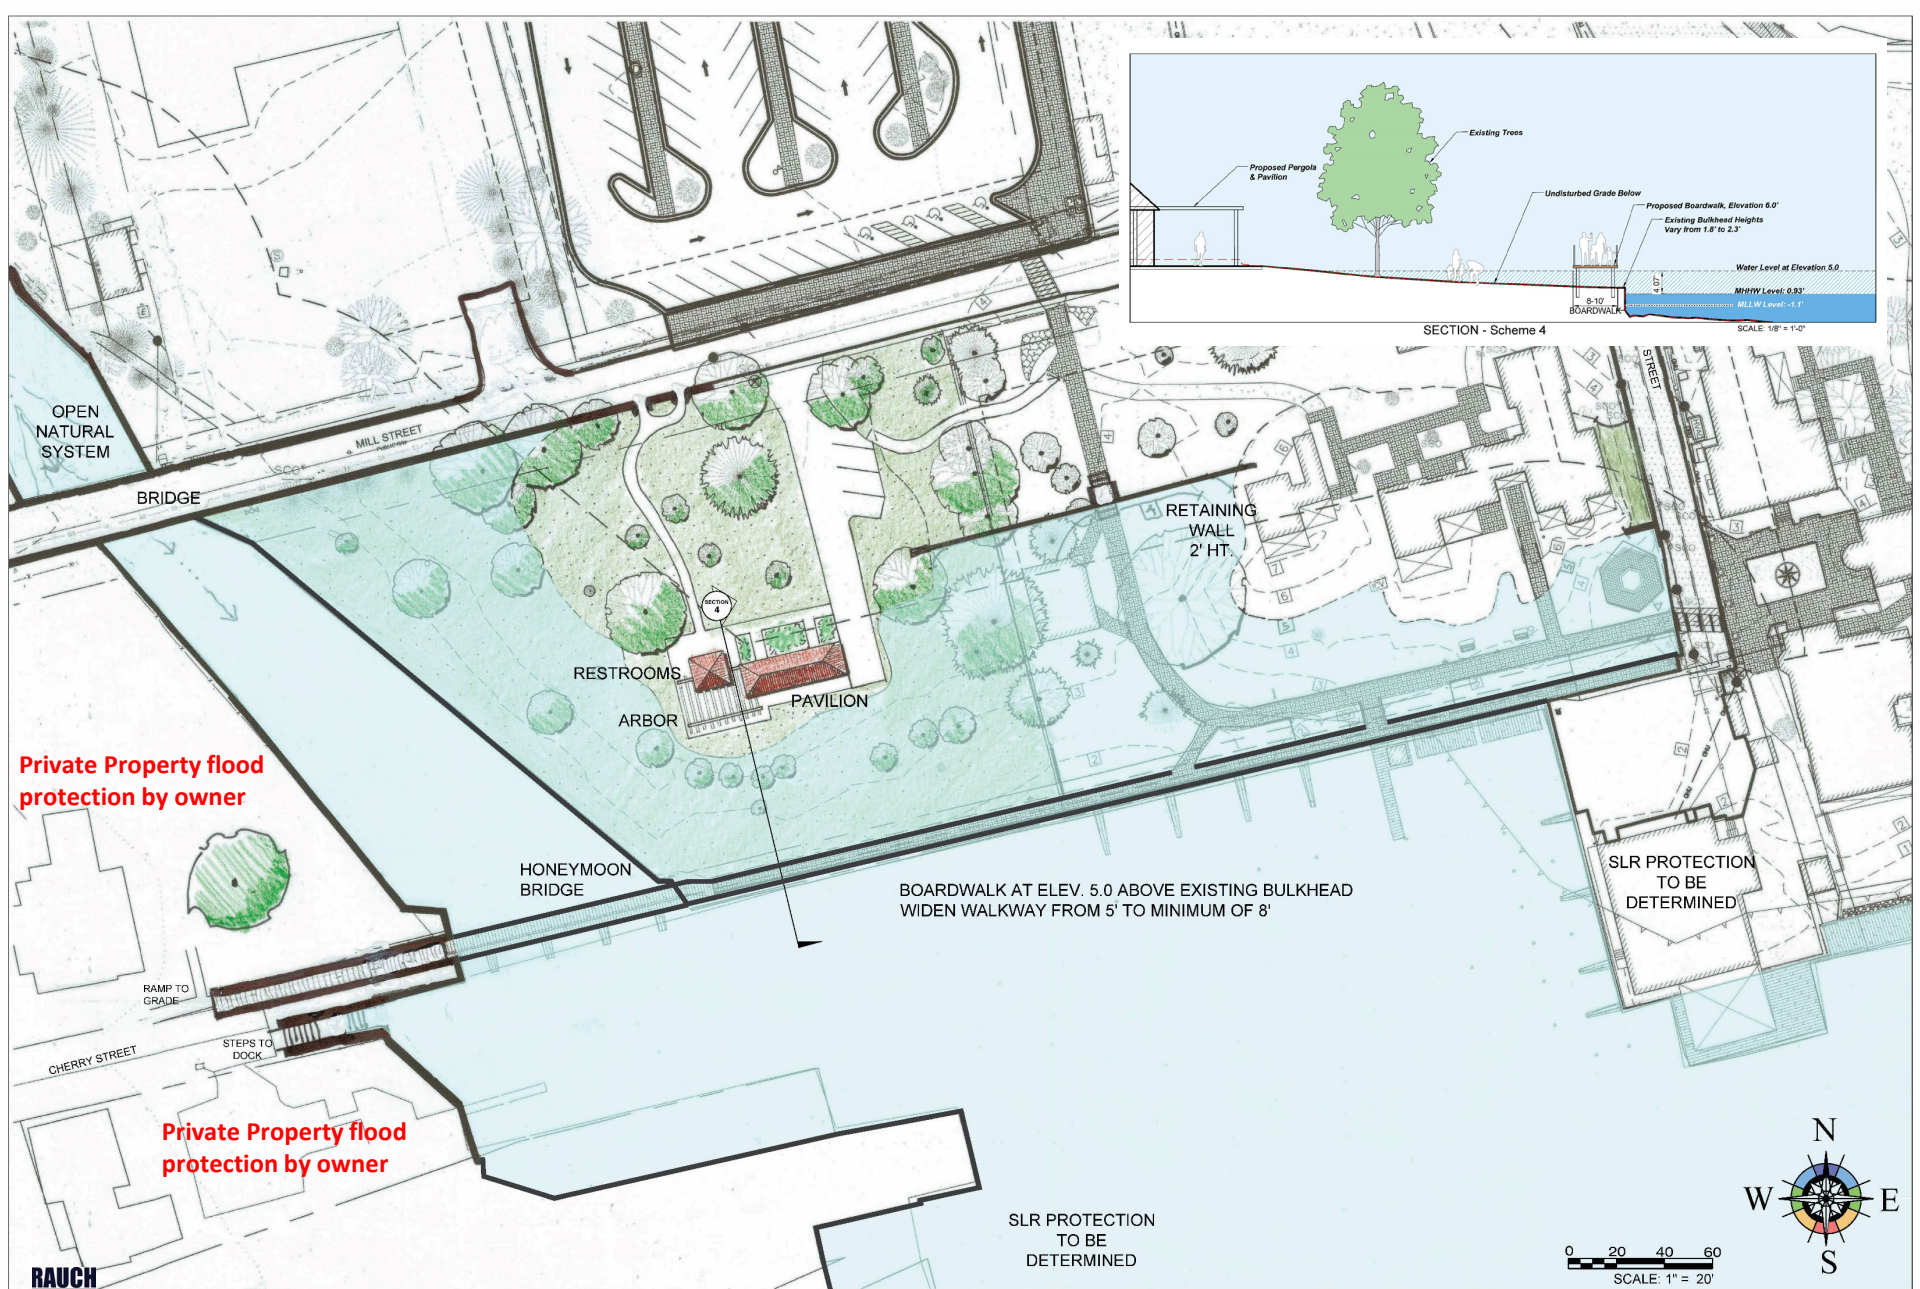 Existing Trees
Proposed Pergola
& Pavilion
Undisturbed Grade Below
Proposed Boardwalk, Elevation 6.0'
Existing Bulkhead Heights
Vary from 1.8' to 2.3'
Water Level at Elevation 5.0
4.07'
MHHW Level: 0.93'
MLLW Level: -1.1'
8-10'
BOARDWALK
SECTION - Scheme 4
SCALE: 1/8" = 1'-0"
STREET
OPEN
NATURAL
SYSTEM
MILL STREET
BRIDGE
RETAINING
WALL
2' HT.
SECTION
4
RESTROOMS
PAVILION
ARBOR
Private Property flood
protection by owner
HONEYMOON
BRIDGE
BOARDWALK AT ELEV. 5.0 ABOVE EXISTING BULKHEAD
WIDEN WALKWAY FROM 5' TO MINIMUM OF 8'
SLR PROTECTION
TO BE
DETERMINED
RAMP TO
GRADE
STEPS TO
DOCK
CHERRY STREET
Private Property flood
protection by owner
SLR PROTECTION
TO BE
DETERMINED
N
W
E
S
0 20 40 60
SCALE: 1" = 20'
RAUCH